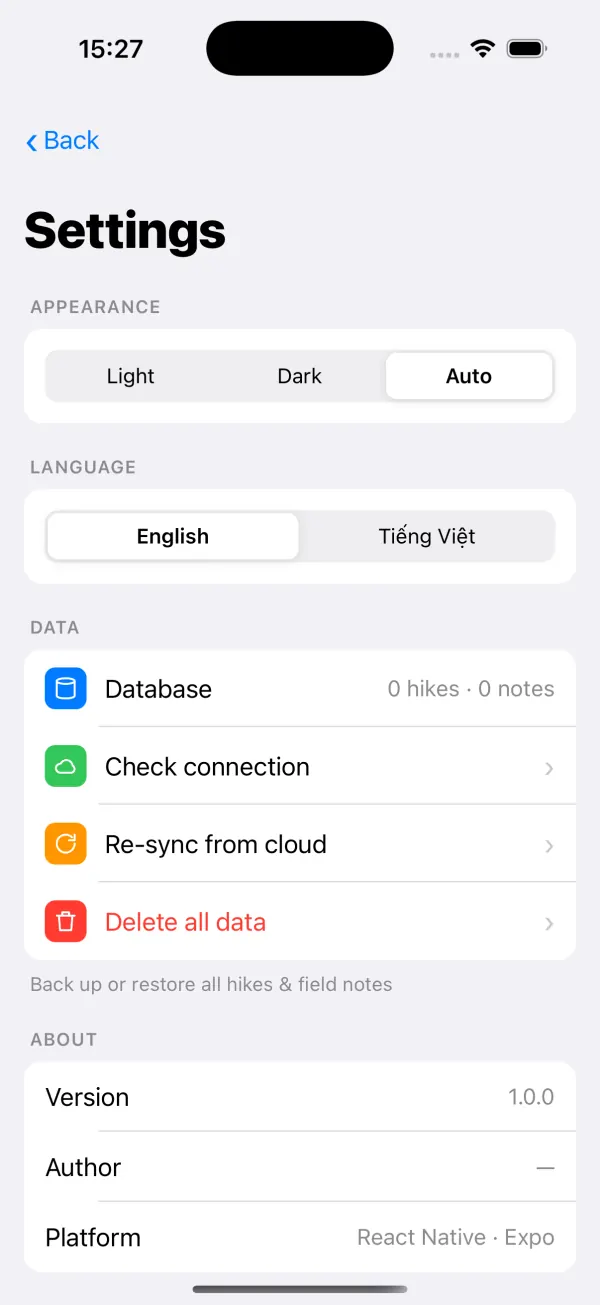 15:27
Back
Settings
APPEARANCE
Light Dark Auto
LANGUAGE
English Tiếng Việt
DATA
Database 0 hikes · 0 notes
Check connection
Re-sync from cloud
Delete all data
Back up or restore all hikes & field notes
ABOUT
Version 1.0.0
Author —
Platform React Native · Expo